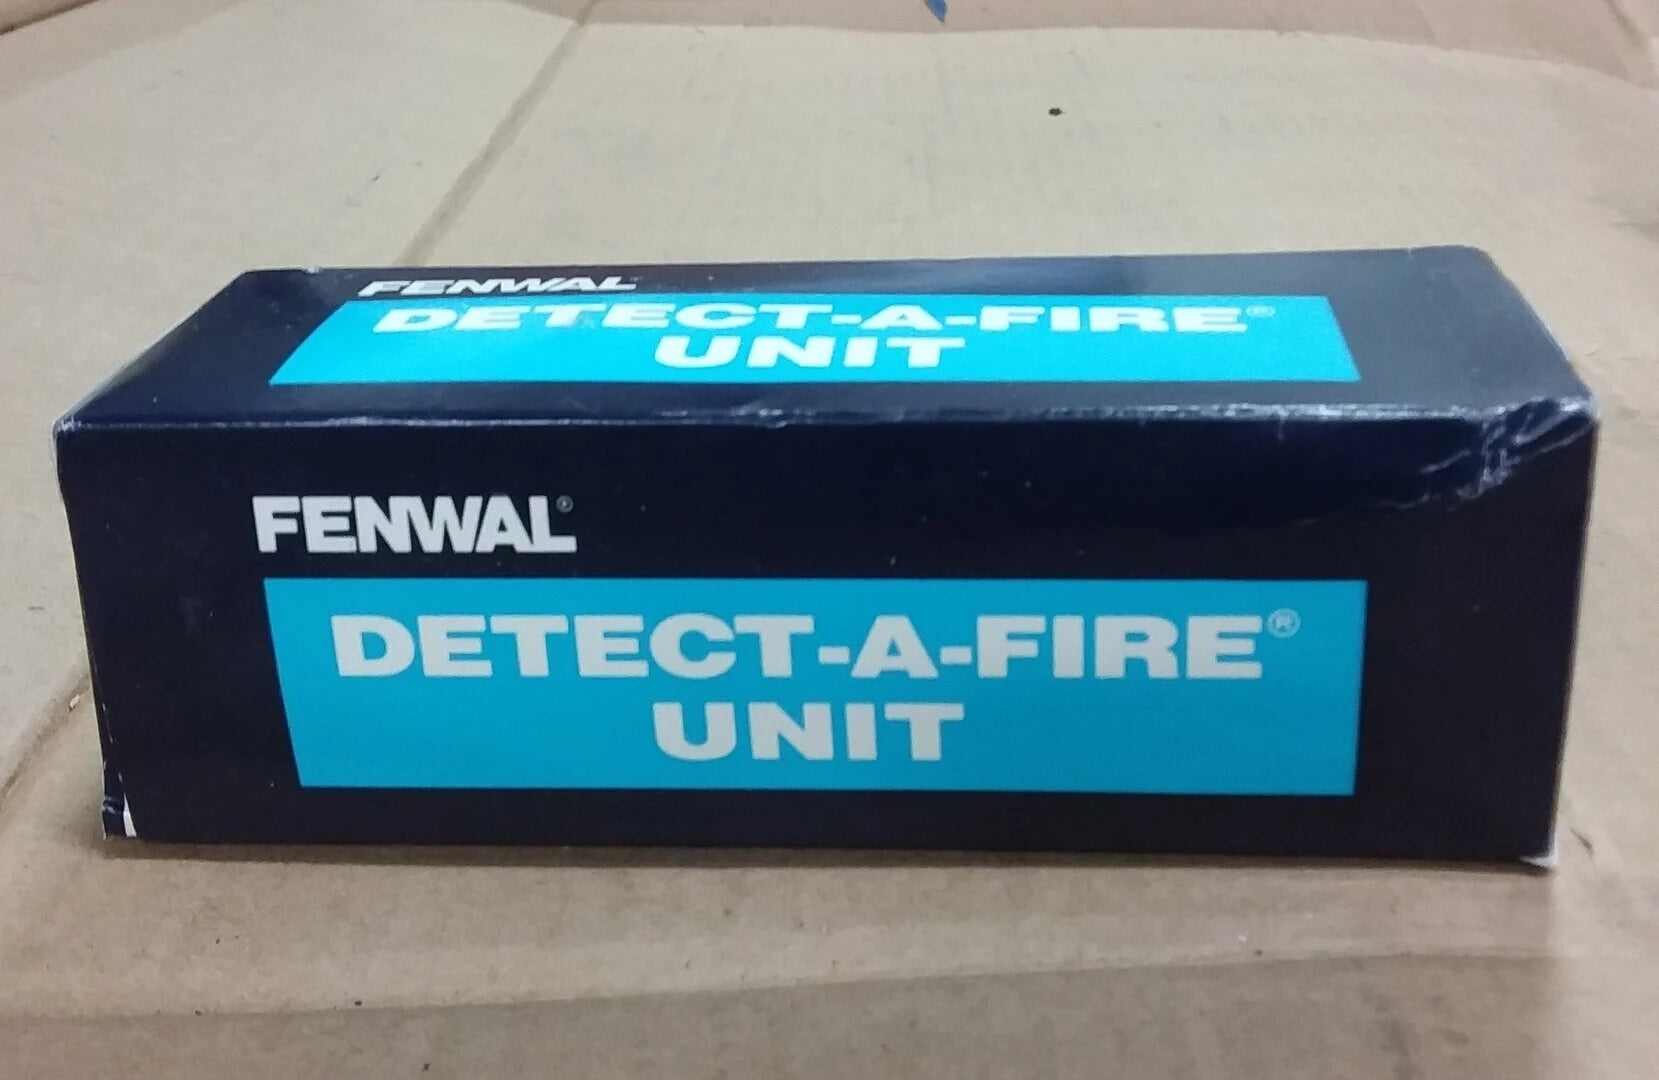 FENWAL
DETECT-A-FIRE®
UNIT
FENWAL®
DETECT-A-FIRE®
UNIT